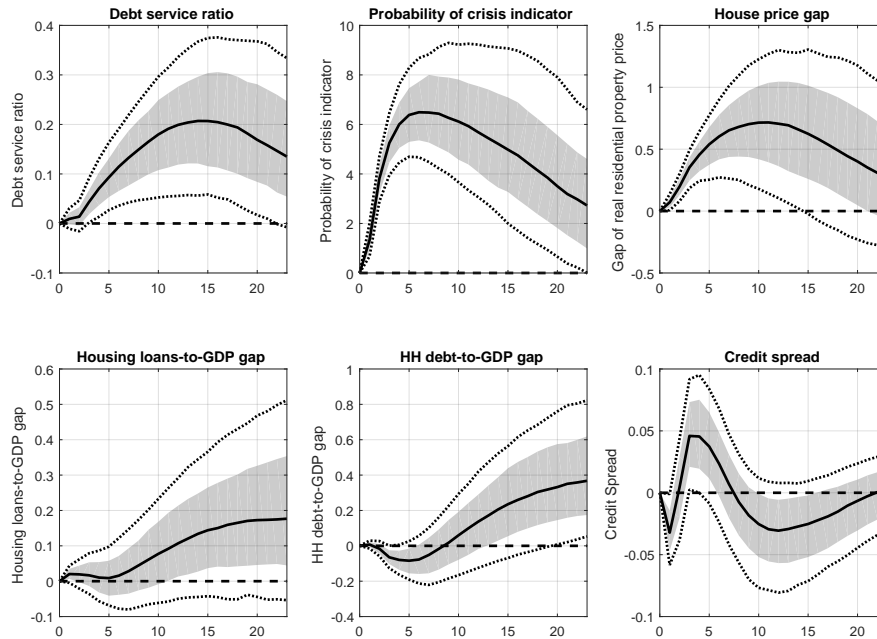 Debt service ratio
Debt service ratio
0.4
0.3
0.2
0.1
0
-0.1
0 5 10 15 20
Probability of crisis indicator
Probability of crisis indicator
10
8
6
4
2
0
0 5 10 15 20
House price gap
Gap of real residential property price
1.5
1
0.5
0
-0.5
0 5 10 15 20
Housing loans-to-GDP gap
Housing loans-to-GDP gap
0.6
0.5
0.4
0.3
0.2
0.1
0
-0.1
0 5 10 15 20
HH debt-to-GDP gap
HH debt-to-GDP gap
1
0.8
0.6
0.4
0.2
0
-0.2
-0.4
0 5 10 15 20
Credit spread
Credit Spread
0.1
0.05
0
-0.05
-0.1
0 5 10 15 20